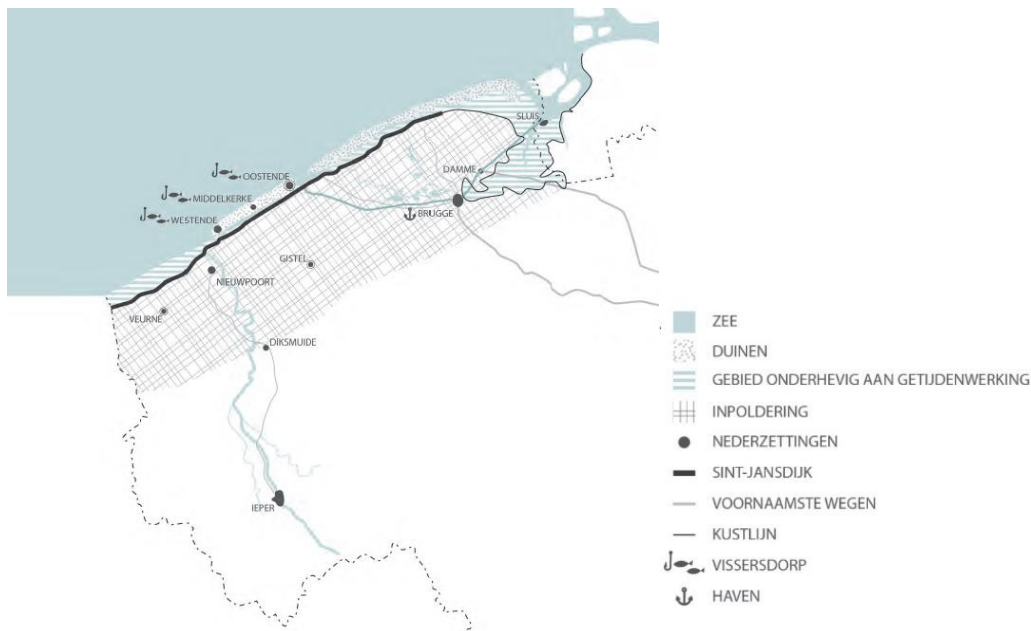 SLUIS
DAMME
OOSTENDE
MIDDELKERKE
BRUGGE
WESTENDE
GISTEL
NIEUWPOORT
VEURNE
DIKSMUIDE
IEPER
ZEE
DUINEN
GEBIED ONDERHEVIG AAN GETIJDENWERKING
INPOLDERING
NEDERZETTINGEN
SINT-JANSDIJK
VOORNAAMSTE WEGEN
KUSTLIJN
VISSERSDORP
HAVEN